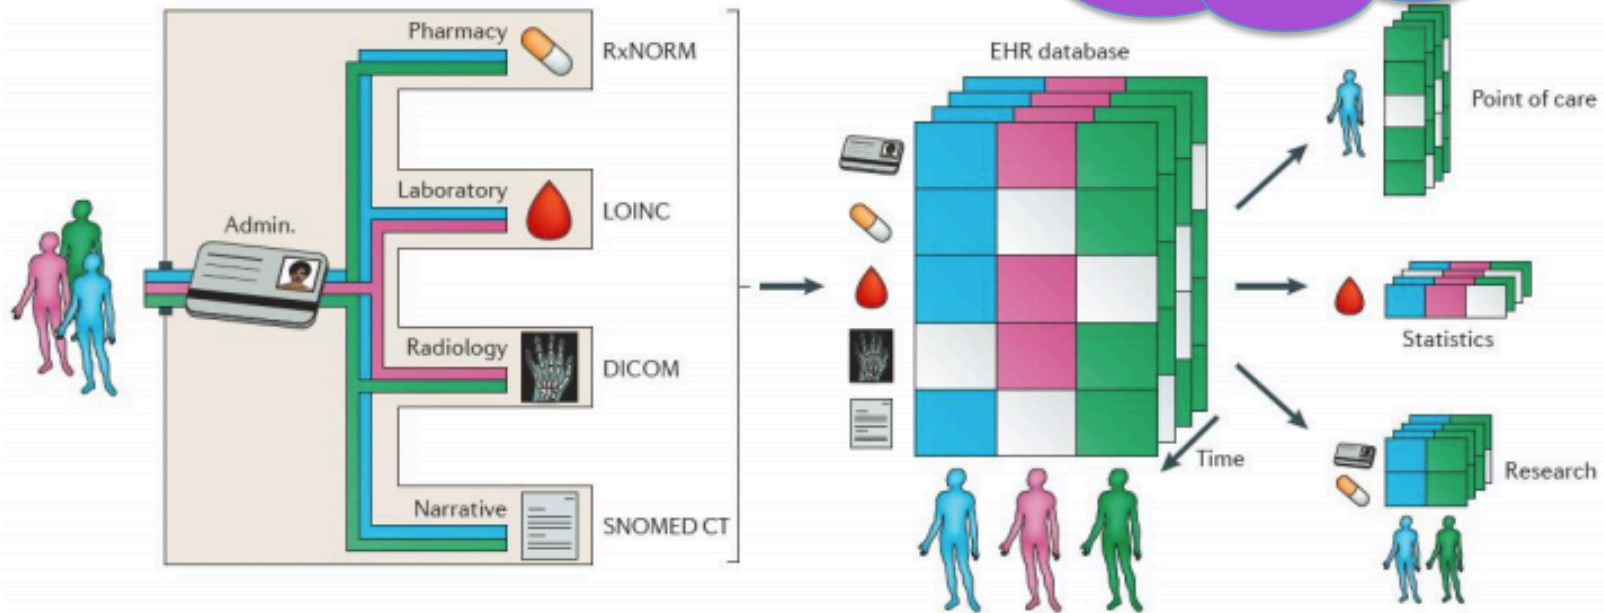 Pharmacy
RxNORM
Laboratory
LOINC
Admin.
Radiology
DICOM
Narrative
SNOMED CT
EHR database
Time
Point of care
Statistics
Research